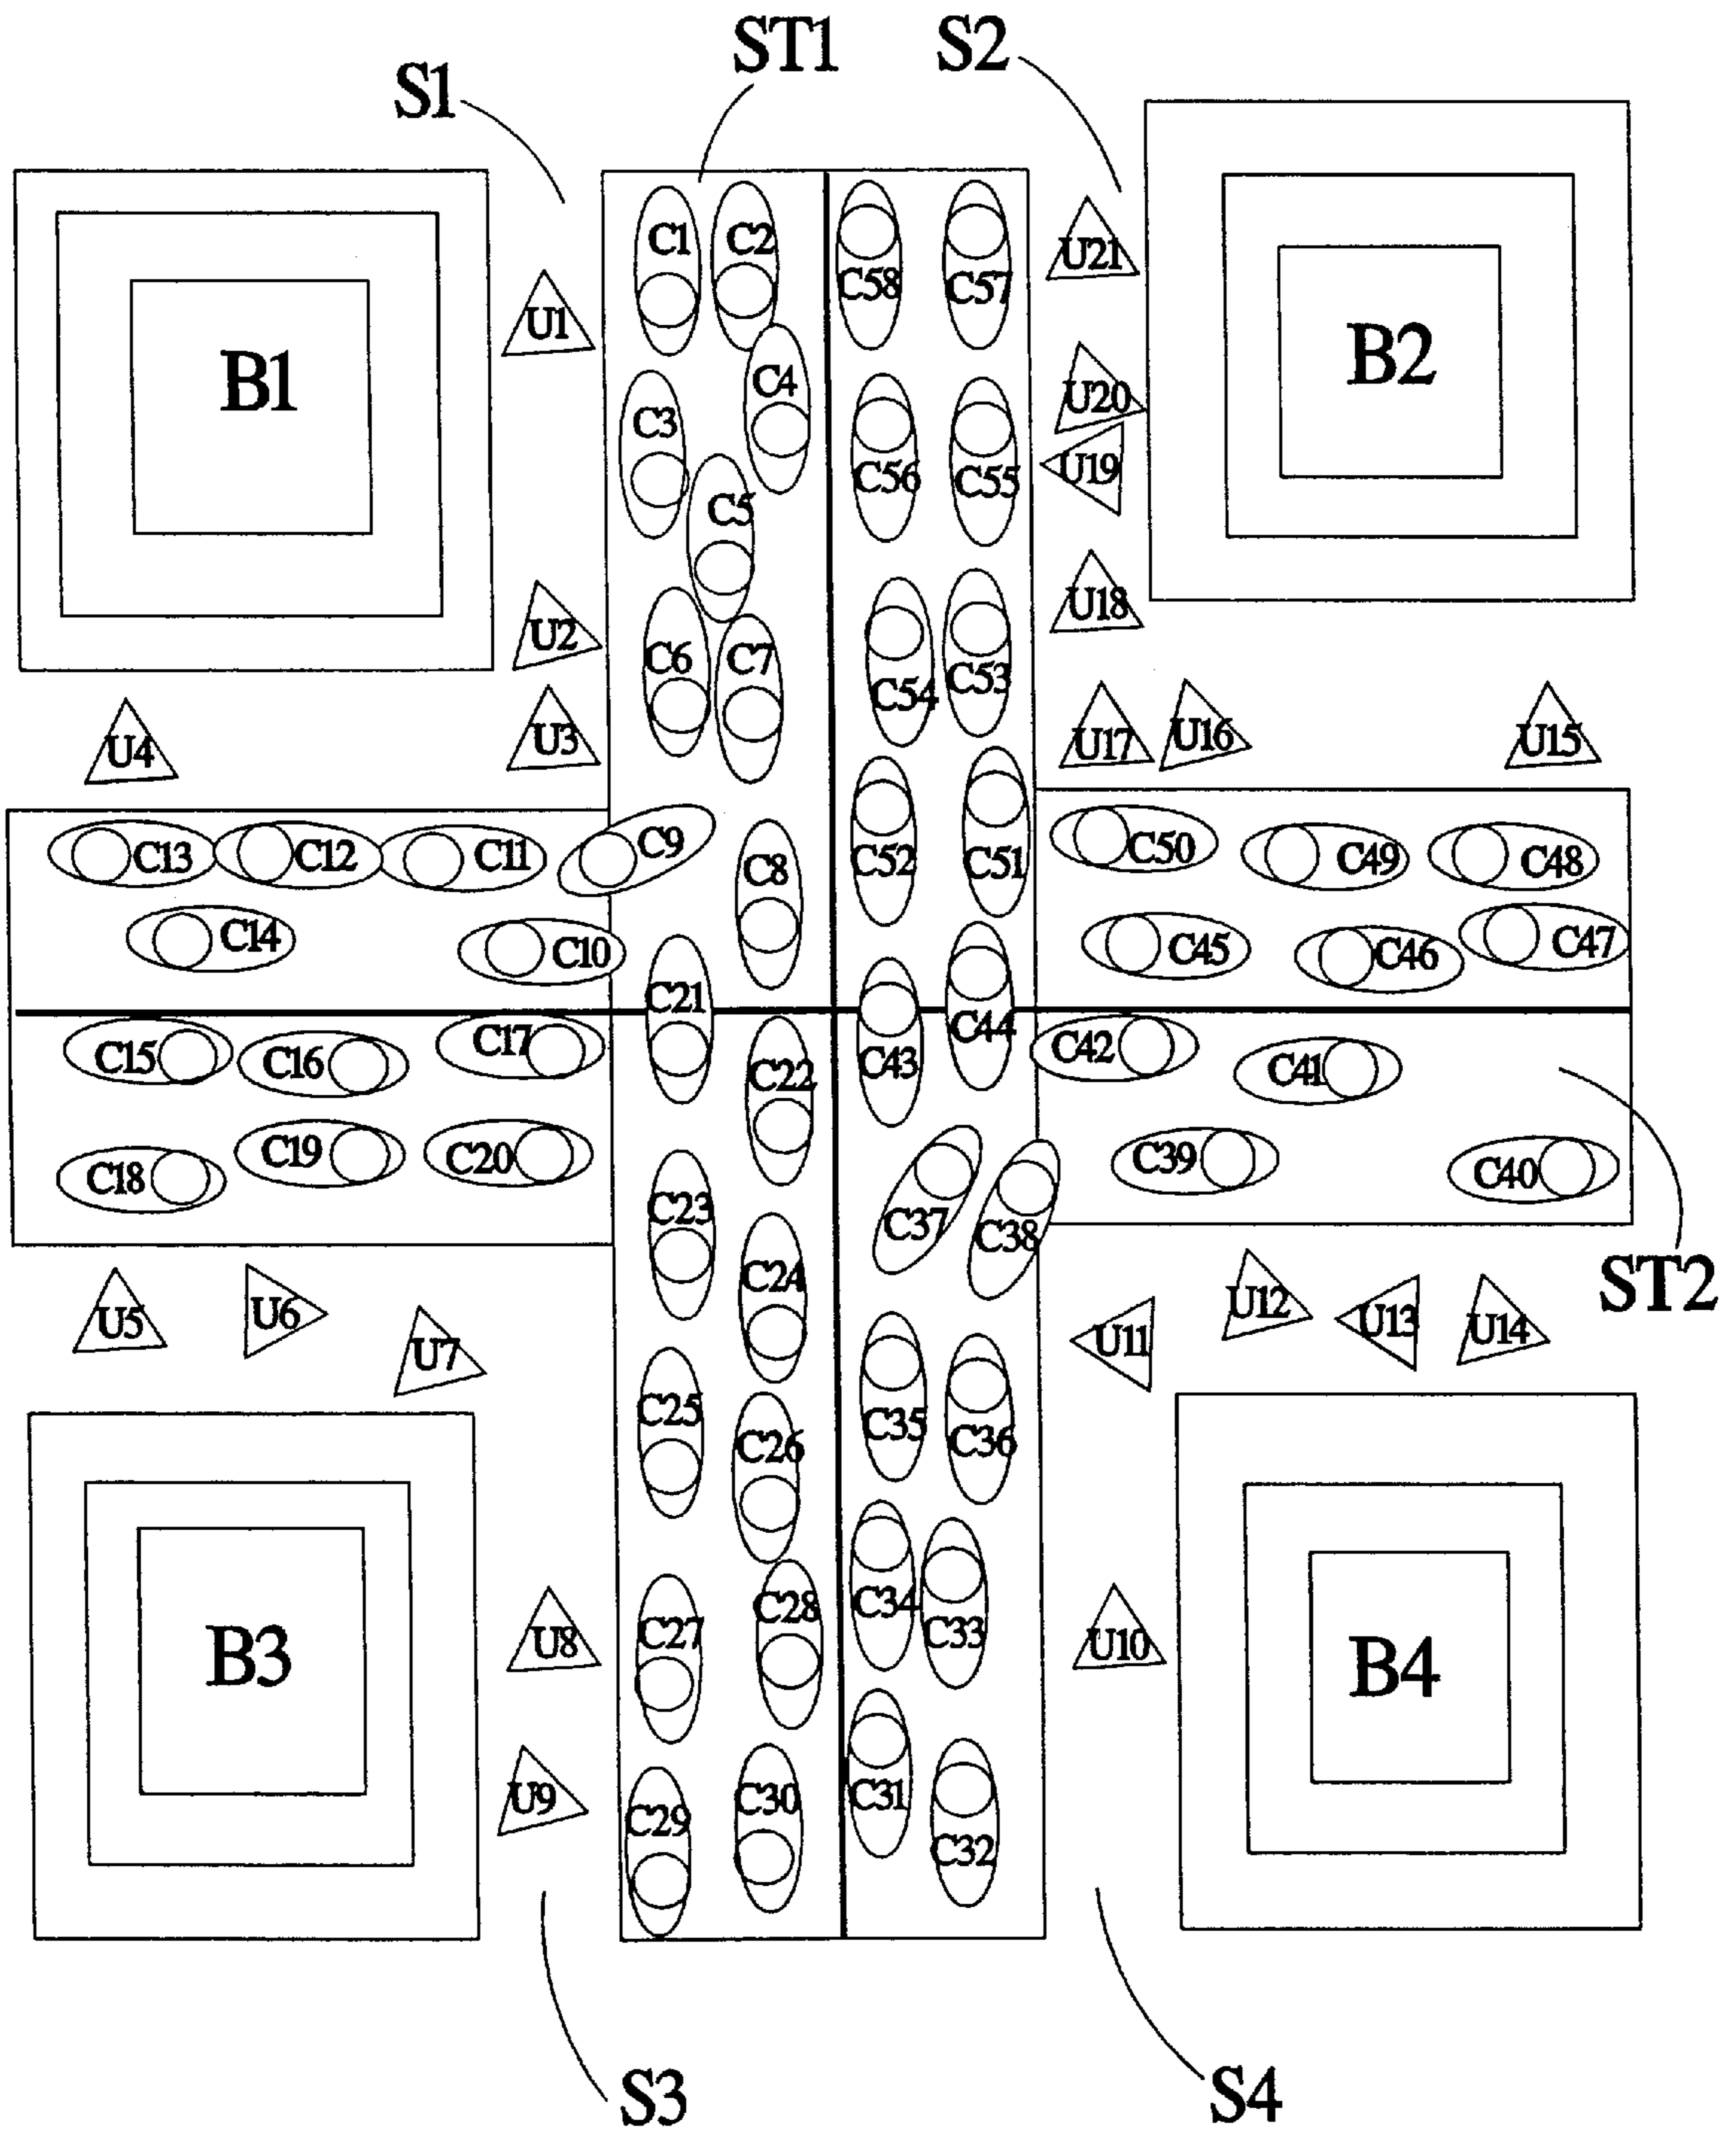 ST1 S2
S1
C1 C2 U21
C58 C57
U1
B1 B2
C4 U20
C3
C56 C55 U19
C5
U18
U2
C6 C7 C53
C54
U4 U3 U17 U16 U15
C13 C12 C11 C9 C52 C51 C50 C49 C48
C8
C14 C10 C45 C46 C47
C21
C44
C15 C16 C17 C43 C42 C41
C22
C18 C19 C20 C39 C40
C23 C37 C38
C24 ST2
U5 U6 U7 U11 U12 U13 U14
C25 C35 C36
C26
C27 C28 C34 C33
B3 U8 U10 B4
U9 C29 C30 C31
C32
S3 S4